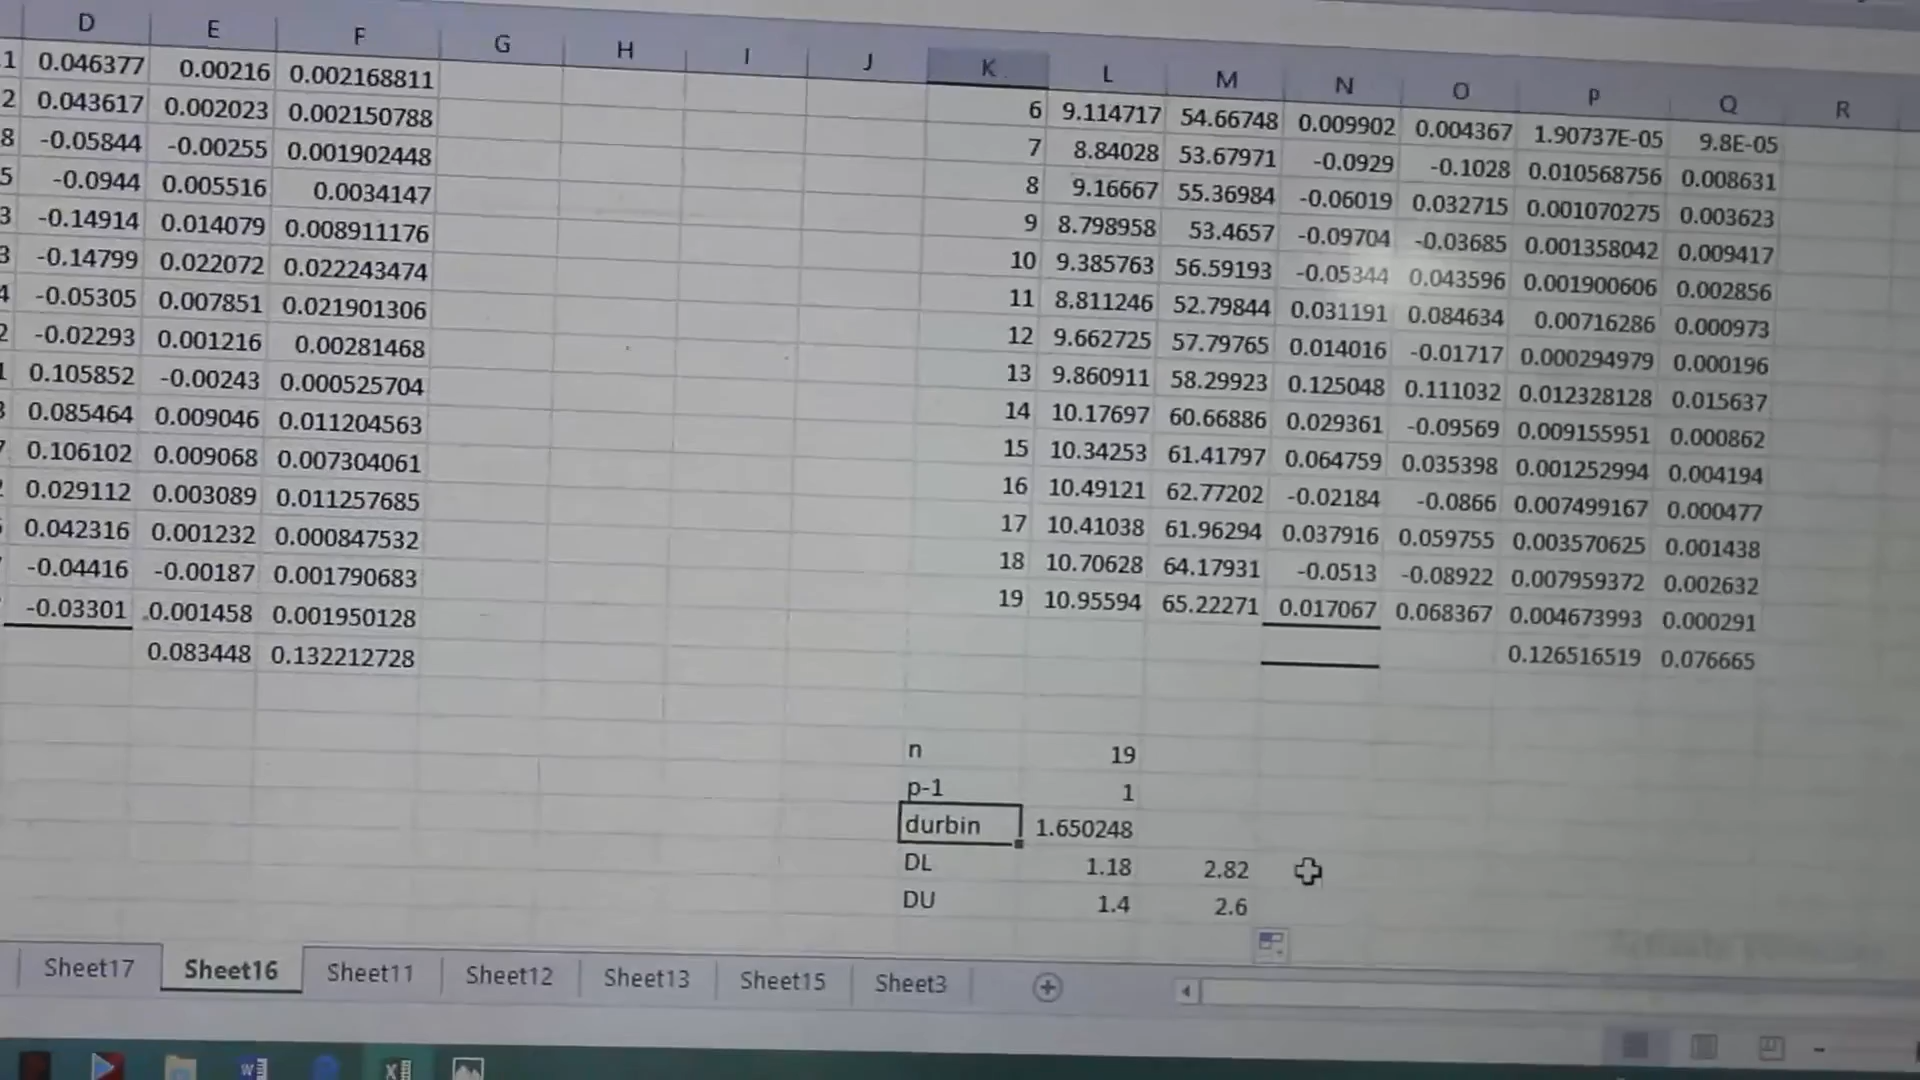 D E F G H I J K L M N O P Q R
1 0.046377 0.00216 0.002168811
2 0.043617 0.002023 0.002150788 6 9.114717 54.66748 0.009902 0.004367 1.90737E-05 9.8E-05
8 -0.05844 -0.00255 0.001902448 7 8.84028 53.67971 -0.0929 -0.1028 0.010568756 0.008631
5 -0.0944 0.005516 0.0034147 8 9.16667 55.36984 -0.06019 0.032715 0.001070275 0.003623
3 -0.14914 0.014079 0.008911176 9 8.798958 53.4657 -0.09704 -0.03685 0.001358042 0.009417
3 -0.14799 0.022072 0.022243474 10 9.385763 56.59193 -0.05344 0.043596 0.001900606 0.002856
4 -0.05305 0.007851 0.021901306 11 8.811246 52.79844 0.031191 0.084634 0.00716286 0.000973
2 -0.02293 0.001216 0.00281468 12 9.662725 57.79765 0.014016 -0.01717 0.000294979 0.000196
1 0.105852 -0.00243 0.000525704 13 9.860911 58.29923 0.125048 0.111032 0.012328128 0.015637
3 0.085464 0.009046 0.011204563 14 10.17697 60.66886 0.029361 -0.09569 0.009155951 0.000862
7 0.106102 0.009068 0.007304061 15 10.34253 61.41797 0.064759 0.035398 0.001252994 0.004194
2 0.029112 0.003089 0.011257685 16 10.49121 62.77202 -0.02184 -0.0866 0.007499167 0.000477
0.042316 0.001232 0.000847532 17 10.41038 61.96294 0.037916 0.059755 0.003570625 0.001438
-0.04416 -0.00187 0.001790683 18 10.70628 64.17931 -0.0513 -0.08922 0.007959372 0.002632
-0.03301 0.001458 0.001950128 19 10.95594 65.22271 0.017067 0.068367 0.004673993 0.000291
0.083448 0.132212728 0.126516519 0.076665
n 19
p-1 1
durbin 1.650248
DL 1.18 2.82
DU 1.4 2.6
Sheet17 Sheet16 Sheet11 Sheet12 Sheet13 Sheet15 Sheet3